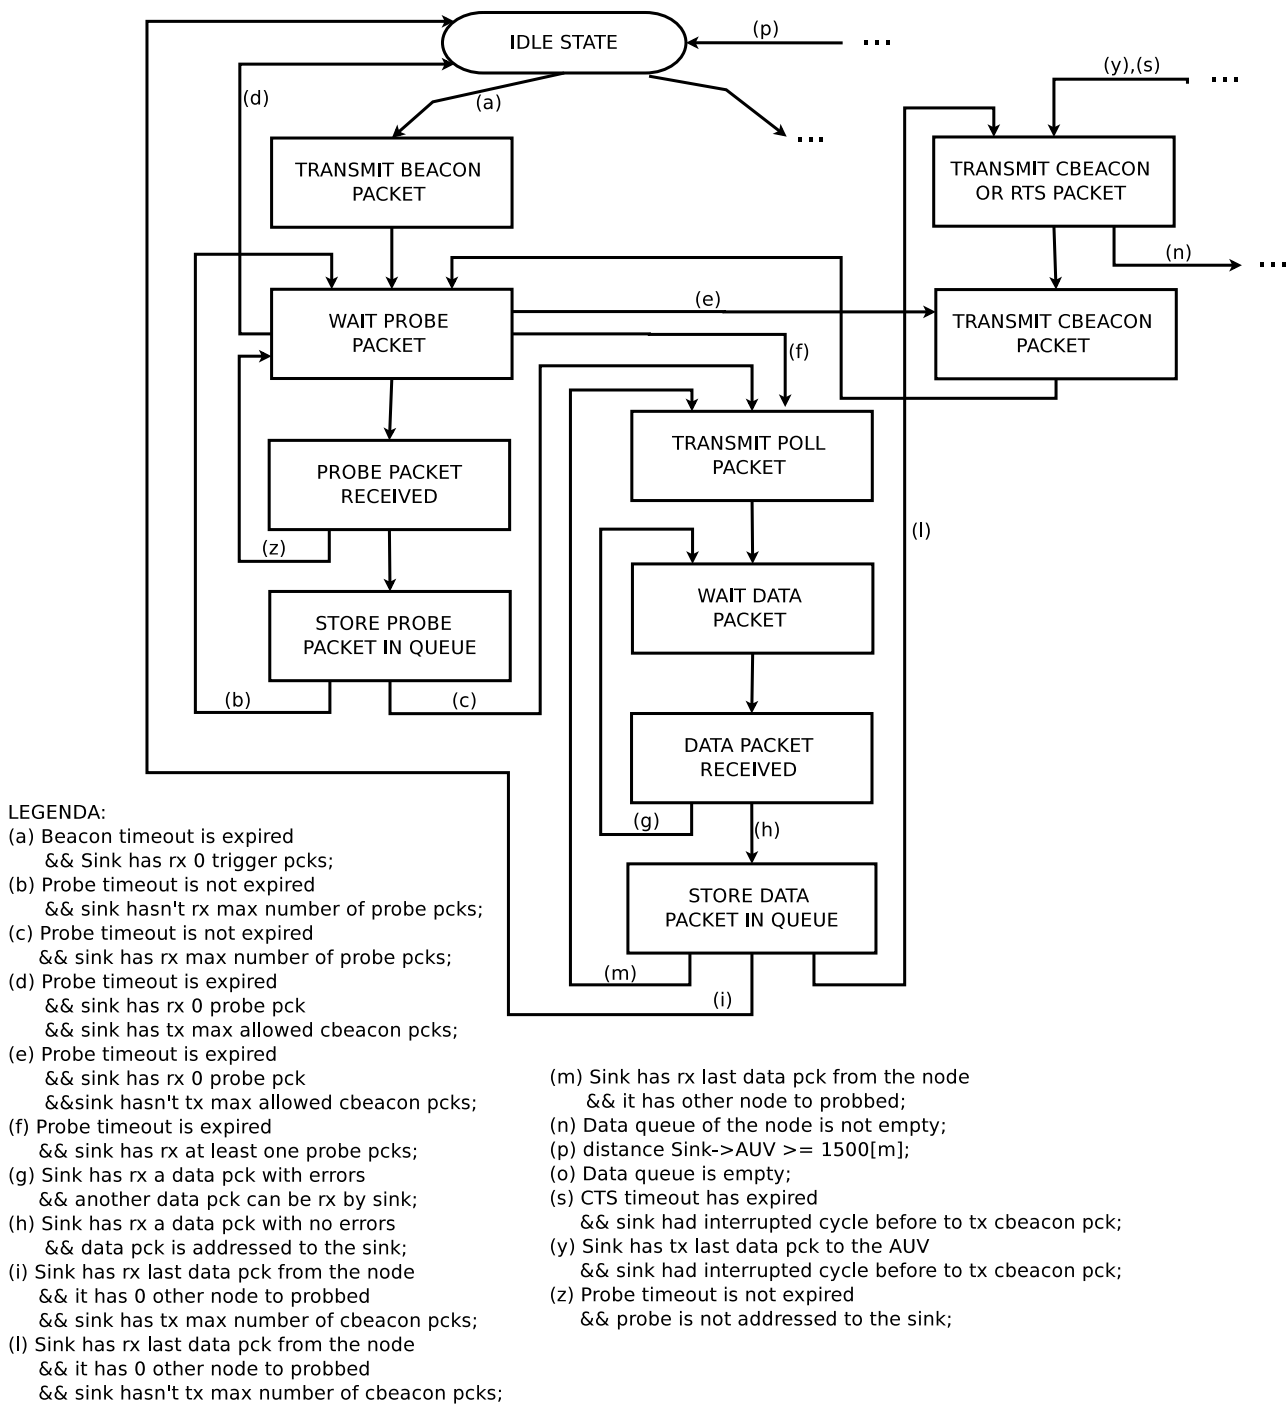 IDLE STATE
(p)
...
(y),(s)
...
(d)
(a)
...
TRANSMIT BEACON
PACKET
TRANSMIT CBEACON
OR RTS PACKET
(n)
...
WAIT PROBE
PACKET
(e)
TRANSMIT CBEACON
PACKET
(f)
PROBE PACKET
RECEIVED
TRANSMIT POLL
PACKET
(z)
(l)
STORE PROBE
PACKET IN QUEUE
WAIT DATA
PACKET
(b)
(c)
DATA PACKET
RECEIVED
(g)
(h)
STORE DATA
PACKET IN QUEUE
(m)
(i)
LEGENDA:
(a) Beacon timeout is expired
&& Sink has rx 0 trigger pcks;
(b) Probe timeout is not expired
&& sink hasn't rx max number of probe pcks;
(c) Probe timeout is not expired
&& sink has rx max number of probe pcks;
(d) Probe timeout is expired
&& sink has rx 0 probe pck
&& sink has tx max allowed cbeacon pcks;
(e) Probe timeout is expired
&& sink has rx 0 probe pck
&&sink hasn't tx max allowed cbeacon pcks;
(f) Probe timeout is expired
&& sink has rx at least one probe pcks;
(g) Sink has rx a data pck with errors
&& another data pck can be rx by sink;
(h) Sink has rx a data pck with no errors
&& data pck is addressed to the sink;
(i) Sink has rx last data pck from the node
&& it has 0 other node to probbed
&& sink has tx max number of cbeacon pcks;
(l) Sink has rx last data pck from the node
&& it has 0 other node to probbed
&& sink hasn't tx max number of cbeacon pcks;
(m) Sink has rx last data pck from the node
&& it has other node to probbed;
(n) Data queue of the node is not empty;
(p) distance Sink->AUV >= 1500[m];
(o) Data queue is empty;
(s) CTS timeout has expired
&& sink had interrupted cycle before to tx cbeacon pck;
(y) Sink has tx last data pck to the AUV
&& sink had interrupted cycle before to tx cbeacon pck;
(z) Probe timeout is not expired
&& probe is not addressed to the sink;